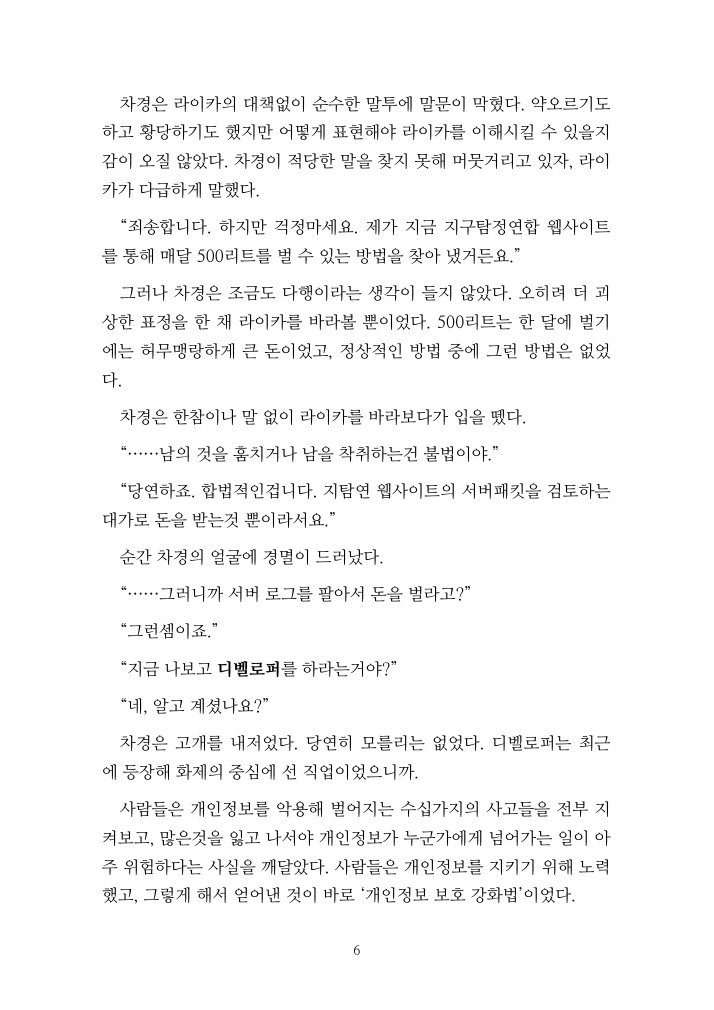 차경은 라이카의 대책없이 순수한 말투에 말문이 막혔다. 약오르기도
하고 황당하기도 했지만 어떻게 표현해야 라이카를 이해시킬 수 있을지
감이 오질 않았다. 차경이 적당한 말을 찾지 못해 머뭇거리고 있자, 라이
카가 다급하게 말했다.
“죄송합니다. 하지만 걱정마세요. 제가 지금 지구탐정연합 웹사이트
를 통해 매달 500리트를 벌 수 있는 방법을 찾아 냈거든요.”
그러나 차경은 조금도 다행이라는 생각이 들지 않았다. 오히려 더 괴
상한 표정을 한 채 라이카를 바라볼 뿐이었다. 500리트는 한 달에 벌기
에는 허무맹랑하게 큰 돈이었고, 정상적인 방법 중에 그런 방법은 없었
다.
차경은 한참이나 말 없이 라이카를 바라보다가 입을 뗐다.
“……남의 것을 훔치거나 남을 착취하는건 불법이야.”
“당연하죠. 합법적인겁니다. 지탐연 웹사이트의 서버패킷을 검토하는
대가로 돈을 받는것 뿐이라서요.”
순간 차경의 얼굴에 경멸이 드러났다.
“……그러니까 서버 로그를 팔아서 돈을 벌라고?”
“그런셈이죠.”
“지금 나보고 디벨로퍼를 하라는거야?”
“네, 알고 계셨나요?”
차경은 고개를 내저었다. 당연히 모를리는 없었다. 디벨로퍼는 최근
에 등장해 화제의 중심에 선 직업이었으니까.
사람들은 개인정보를 악용해 벌어지는 수십가지의 사고들을 전부 지
켜보고, 많은것을 잃고 나서야 개인정보가 누군가에게 넘어가는 일이 아
주 위험하다는 사실을 깨달았다. 사람들은 개인정보를 지키기 위해 노력
했고, 그렇게 해서 얻어낸 것이 바로 ‘개인정보 보호 강화법’이었다.
6